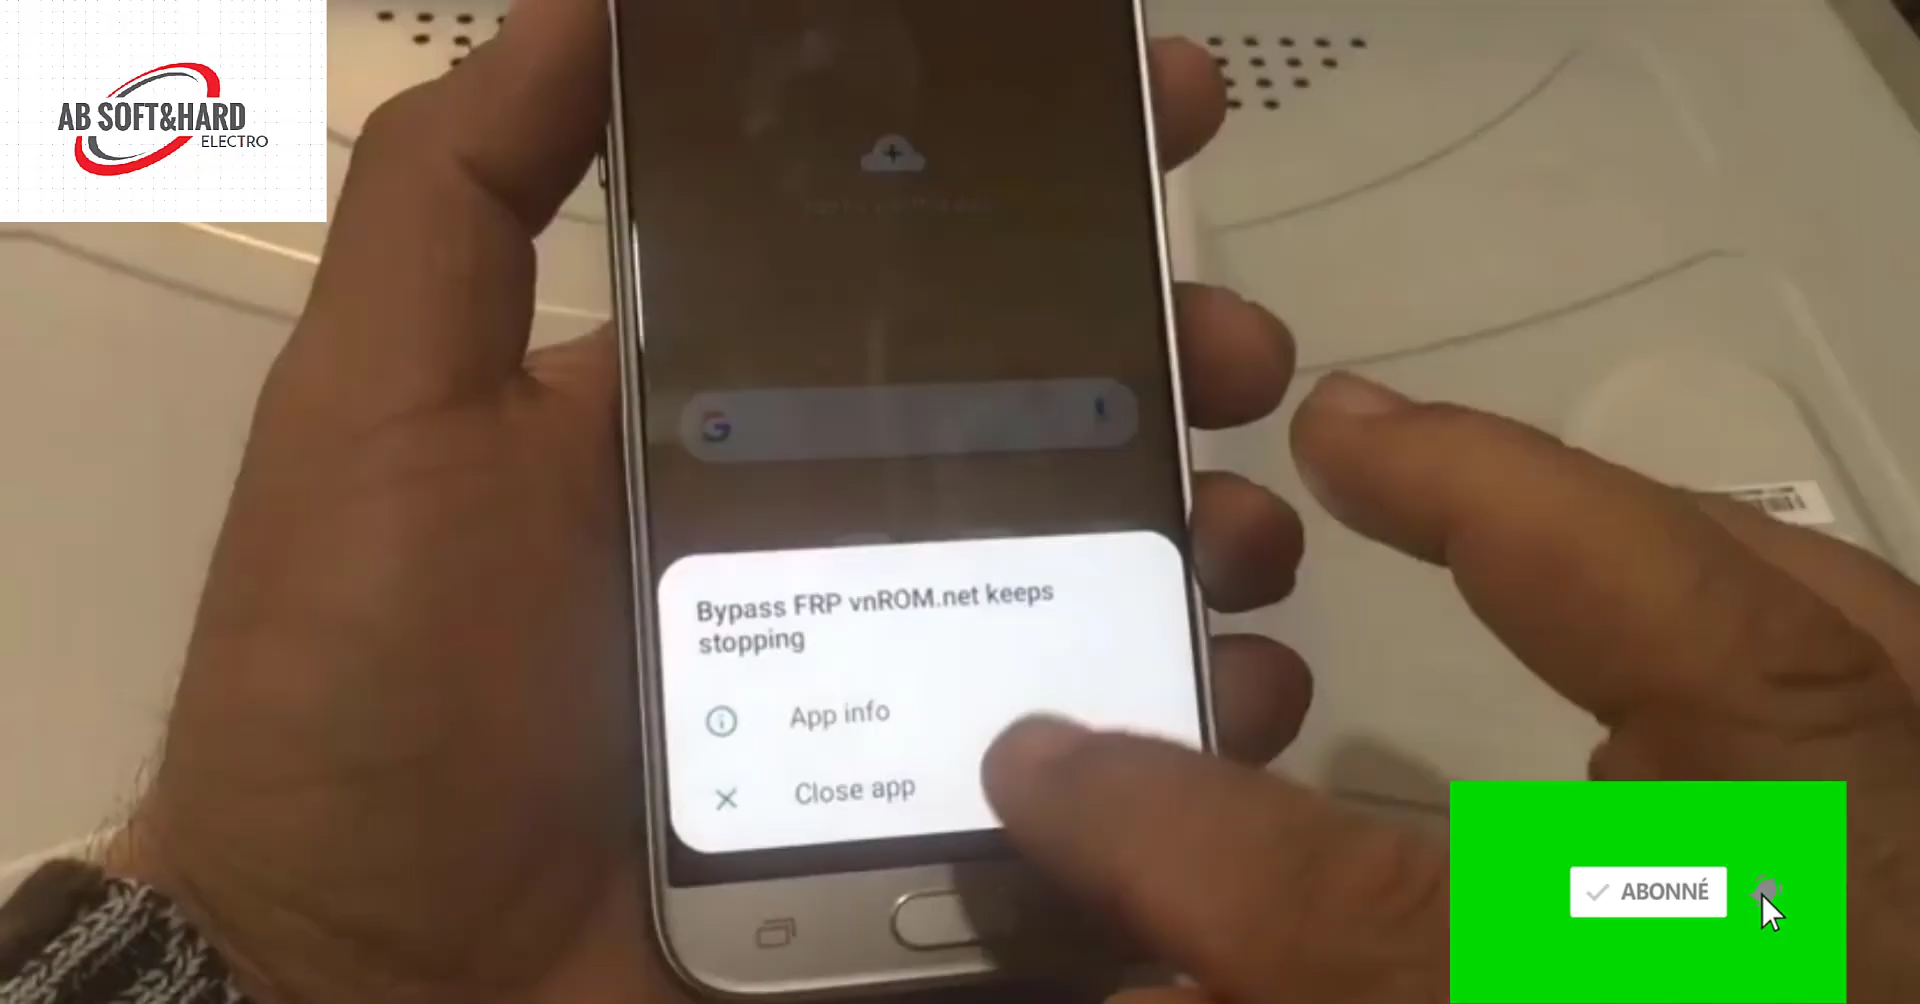 AB SOFT&HARD
ELECTRO
G
Bypass FRP vnROM.net keeps
stopping
App info
Close app
ABONNÉ